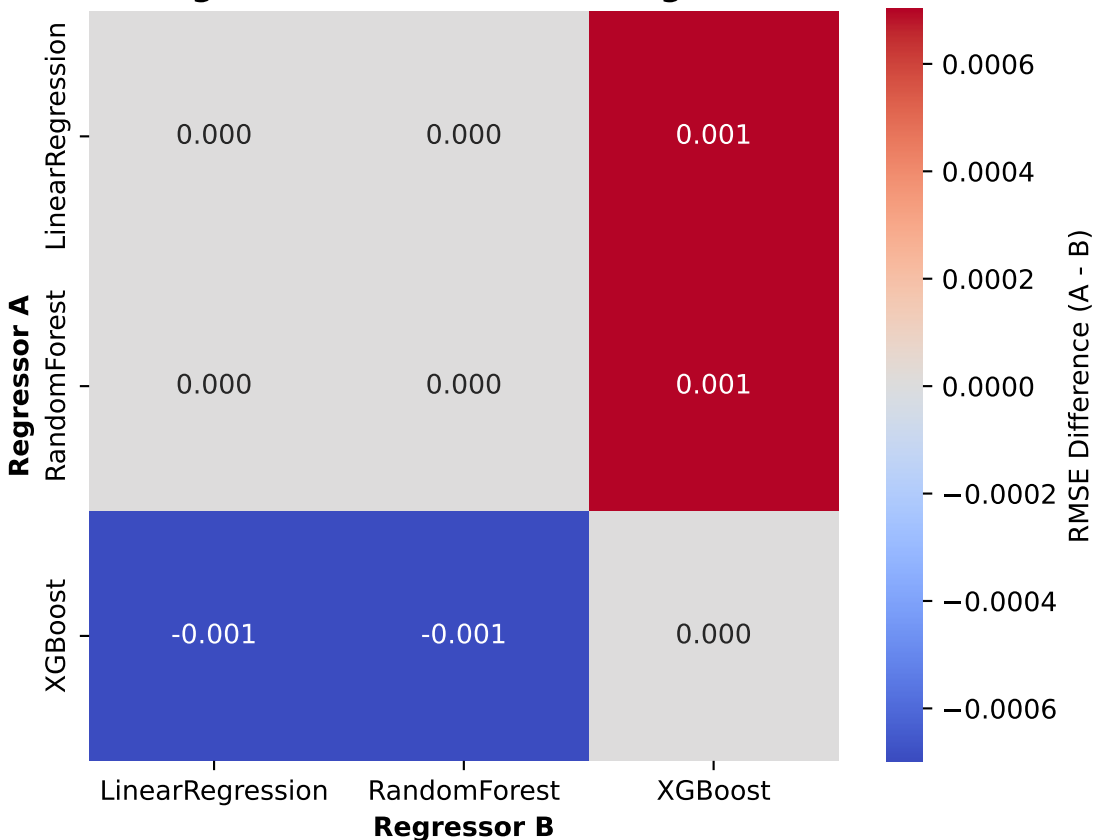 LinearRegression
0.000 0.000 0.001
RandomForest
0.000 0.000 0.001
XGBoost
-0.001 -0.001 0.000
Regressor A
LinearRegression RandomForest XGBoost
Regressor B
0.0006
0.0004
0.0002
0.0000
−0.0002
−0.0004
−0.0006
RMSE Difference (A - B)